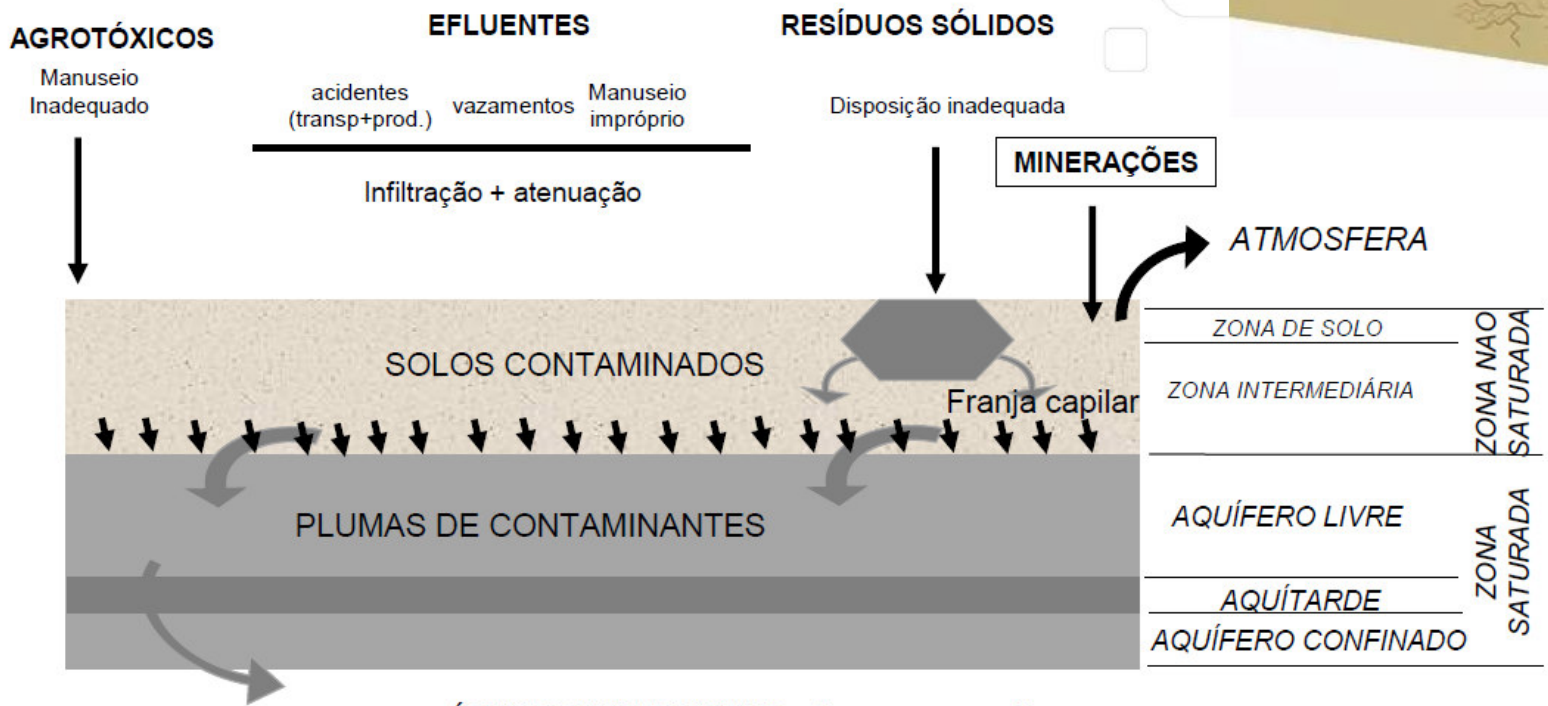 AGROTÓXICOS
Manuseio
Inadequado
EFLUENTES
acidentes
(transp+prod.)
vazamentos
Manuseio
impróprio
Infiltração + atenuação
RESÍDUOS SÓLIDOS
Disposição inadequada
MINERAÇÕES
ATMOSFERA
SOLOS CONTAMINADOS
Franja capilar
PLUMAS DE CONTAMINANTES
ZONA DE SOLO
ZONA INTERMEDIÁRIA
ZONA NAO
SATURADA
AQUÍFERO LIVRE
AQUÍTARDE
AQUÍFERO CONFINADO
ZONA
SATURADA